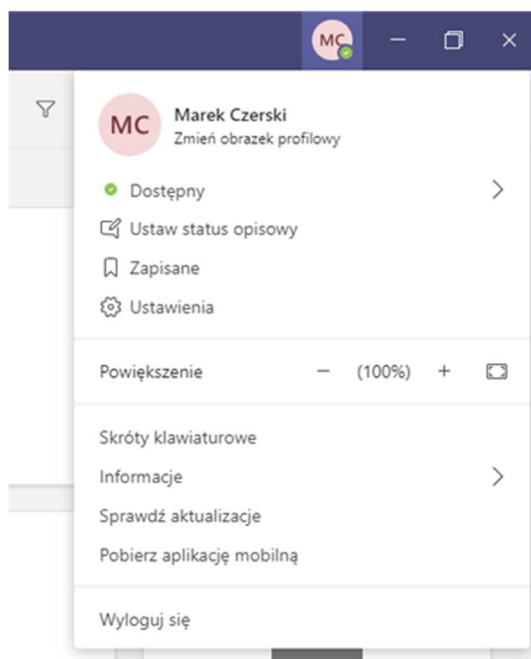 MC
MC
Marek Czerski
Zmień obrazek profilowy
Dostępny
Ustaw status opisowy
Zapisane
Ustawienia
Powiększenie − (100%) +
Skróty klawiaturowe
Informacje
Sprawdź aktualizacje
Pobierz aplikację mobilną
Wyloguj się